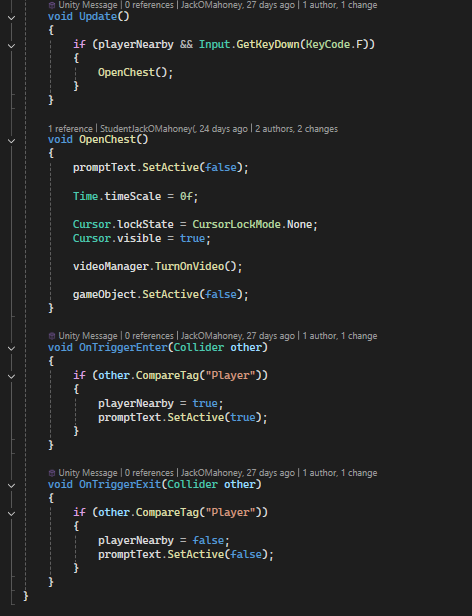 Unity Message | 0 references | JackOMahoney, 27 days ago | 1 author, 1 change
void Update()
{
if (playerNearby && Input.GetKeyDown(KeyCode.F))
{
OpenChest();
}
}
1 reference | StudentJackOMahoney(, 24 days ago | 2 authors, 2 changes
void OpenChest()
{
promptText.SetActive(false);
Time.timeScale = 0f;
Cursor.lockState = CursorLockMode.None;
Cursor.visible = true;
videoManager.TurnOnVideo();
gameObject.SetActive(false);
}
Unity Message | 0 references | JackOMahoney, 27 days ago | 1 author, 1 change
void OnTriggerEnter(Collider other)
{
if (other.CompareTag("Player"))
{
playerNearby = true;
promptText.SetActive(true);
}
}
Unity Message | 0 references | JackOMahoney, 27 days ago | 1 author, 1 change
void OnTriggerExit(Collider other)
{
if (other.CompareTag("Player"))
{
playerNearby = false;
promptText.SetActive(false);
}
}
}